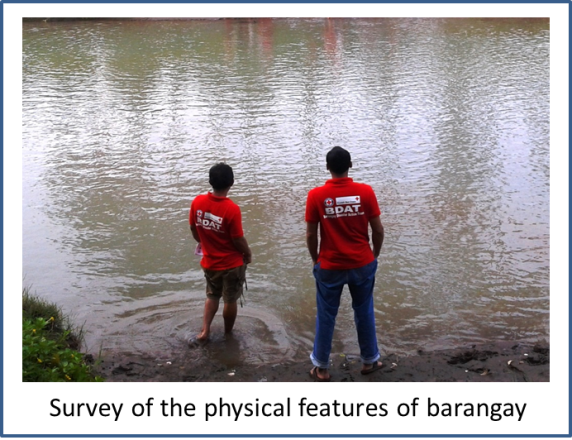 BDAT
BDAT
Survey of the physical features of barangay